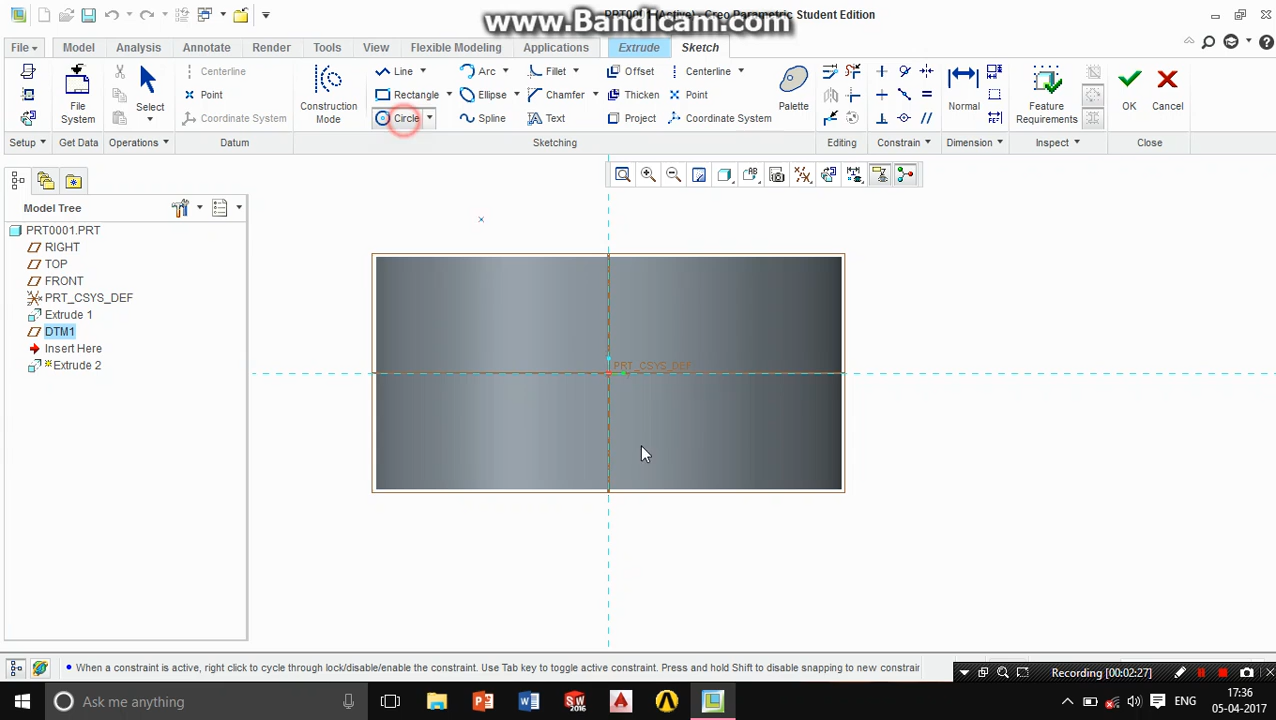 PRT0001 (Active) - Creo Parametric Student Edition
www.Bandicam.com
File
Model
Analysis
Annotate
Render
Tools
View
Flexible Modeling
Applications
Extrude
Sketch
File System
Select
Centerline
Point
Coordinate System
Construction Mode
Line
Rectangle
Circle
Arc
Ellipse
Spline
Fillet
Chamfer
Text
Offset
Thicken
Project
Centerline
Point
Coordinate System
Palette
Normal
Feature Requirements
OK
Cancel
Setup
Get Data
Operations
Datum
Sketching
Editing
Constrain
Dimension
Inspect
Close
Model Tree
PRT0001.PRT
RIGHT
TOP
FRONT
PRT_CSYS_DEF
Extrude 1
DTM1
Insert Here
Extrude 2
PRT_CSYS_DEF
When a constraint is active, right click to cycle through lock/disable/enable the constraint. Use Tab key to toggle active constraint. Press and hold Shift to disable snapping to new constrain
Recording [00:02:27]
Ask me anything
ENG
17:36
05-04-2017